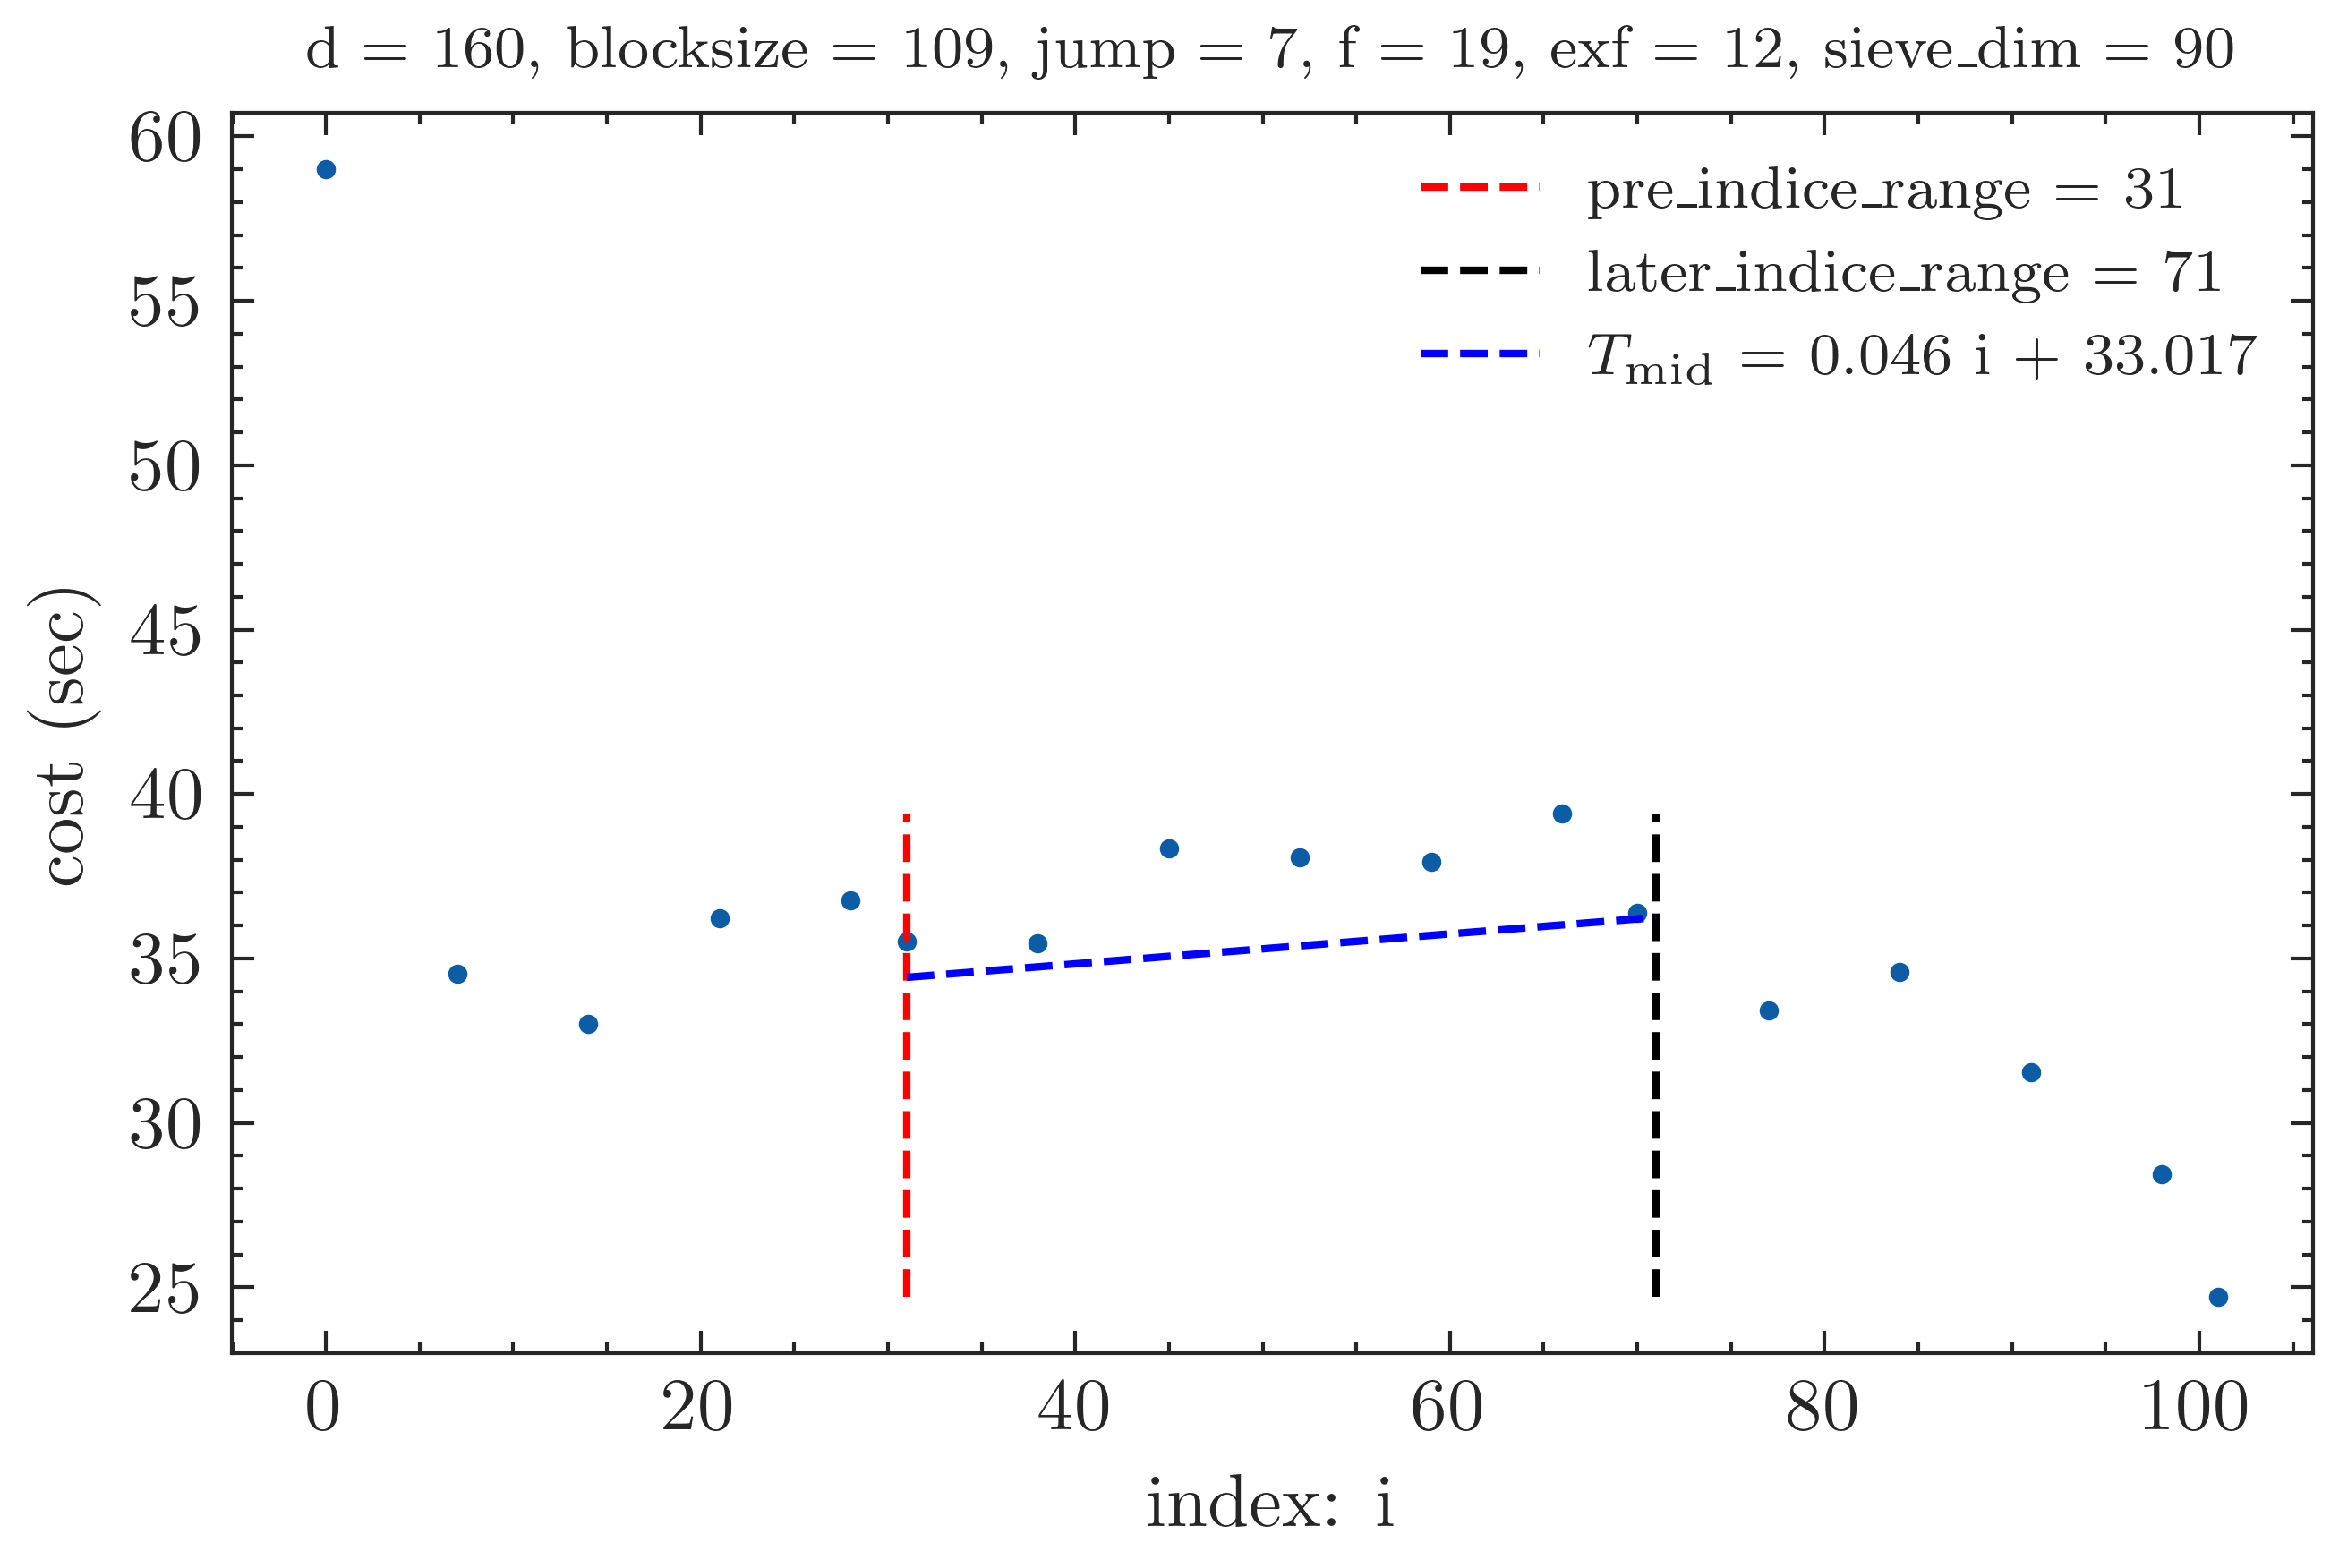 d = 160, blocksize = 109, jump = 7, f = 19, exf = 12, sieve_dim = 90
60
55
50
45
40
35
30
25
cost (sec)
pre_indice_range = 31
later_indice_range = 71
T_mid = 0.046 i + 33.017
0 20 40 60 80 100
index: i